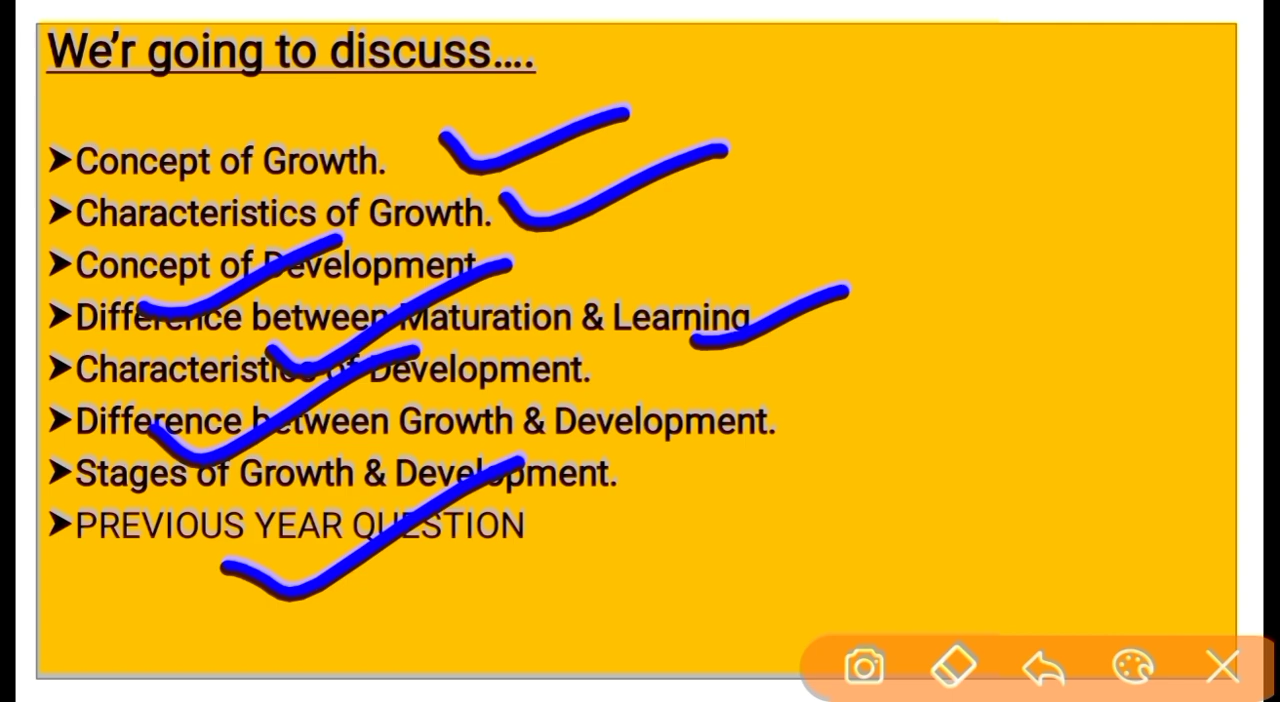 We'r going to discuss....
➤Concept of Growth.
➤Characteristics of Growth.
➤Concept of Development
➤Difference between Maturation & Learning
➤Characteristics of Development.
➤Difference between Growth & Development.
➤Stages of Growth & Development.
➤PREVIOUS YEAR QUESTION